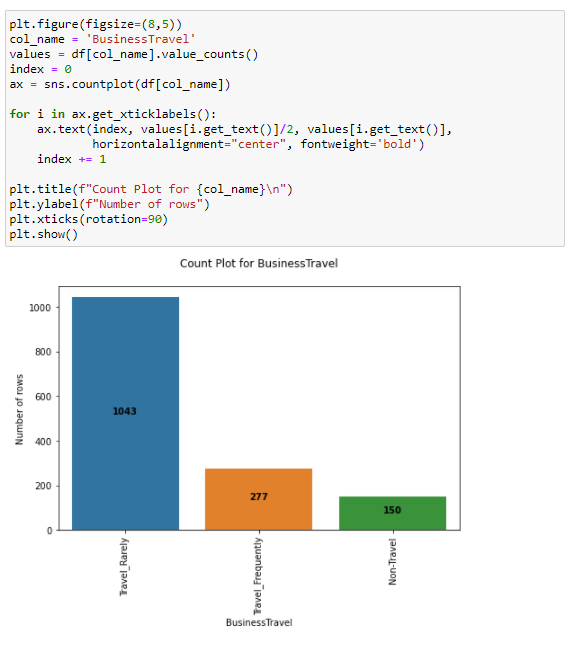 plt.figure(figsize=(8,5))
col_name = 'BusinessTravel'
values = df[col_name].value_counts()
index = 0
ax = sns.countplot(df[col_name])
for i in ax.get_xticklabels():
    ax.text(index, values[i.get_text()]/2, values[i.get_text()],
            horizontalalignment="center", fontweight='bold')
    index += 1
plt.title(f"Count Plot for {col_name}\n")
plt.ylabel(f"Number of rows")
plt.xticks(rotation=90)
plt.show()
Count Plot for BusinessTravel
Number of rows
1000
800
600
400
200
0
1043
277
150
Travel_Rarely
Travel_Frequently
Non-Travel
BusinessTravel